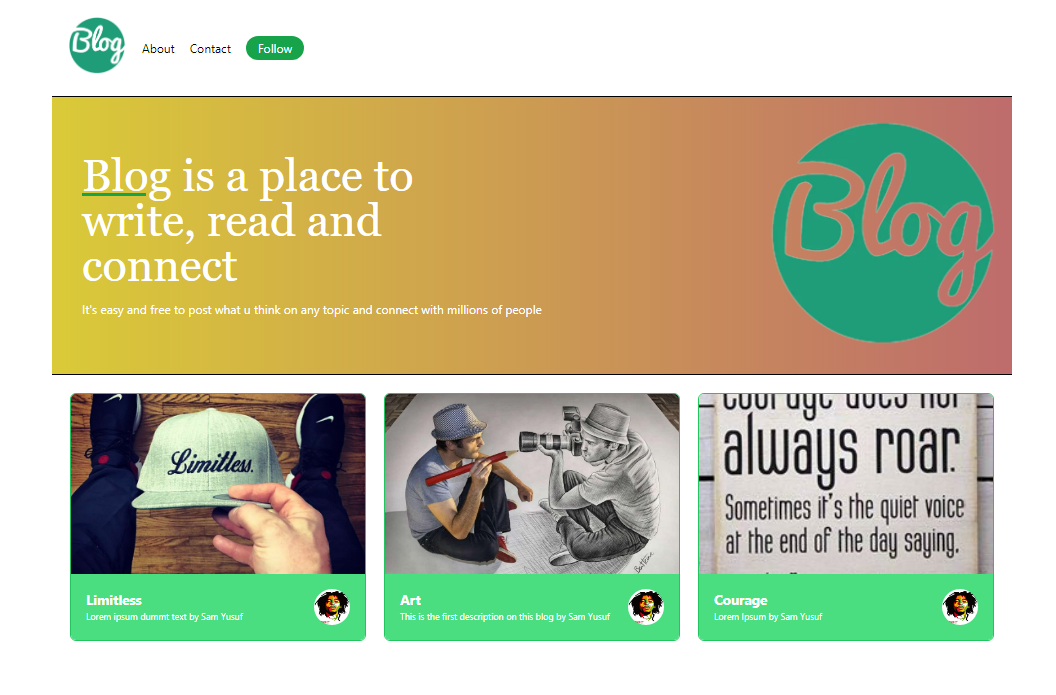 Blog
About
Contact
Follow
Blog is a place to
write, read and
connect
It's easy and free to post what u think on any topic and connect with millions of people
Blog
Limitless.
always roar.
Sometimes it's the quiet voice
at the end of the day saying,
Limitless
Lorem ipsum dummt text by Sam Yusuf
Art
This is the first description on this blog by Sam Yusuf
Courage
Lorem Ipsum by Sam Yusuf